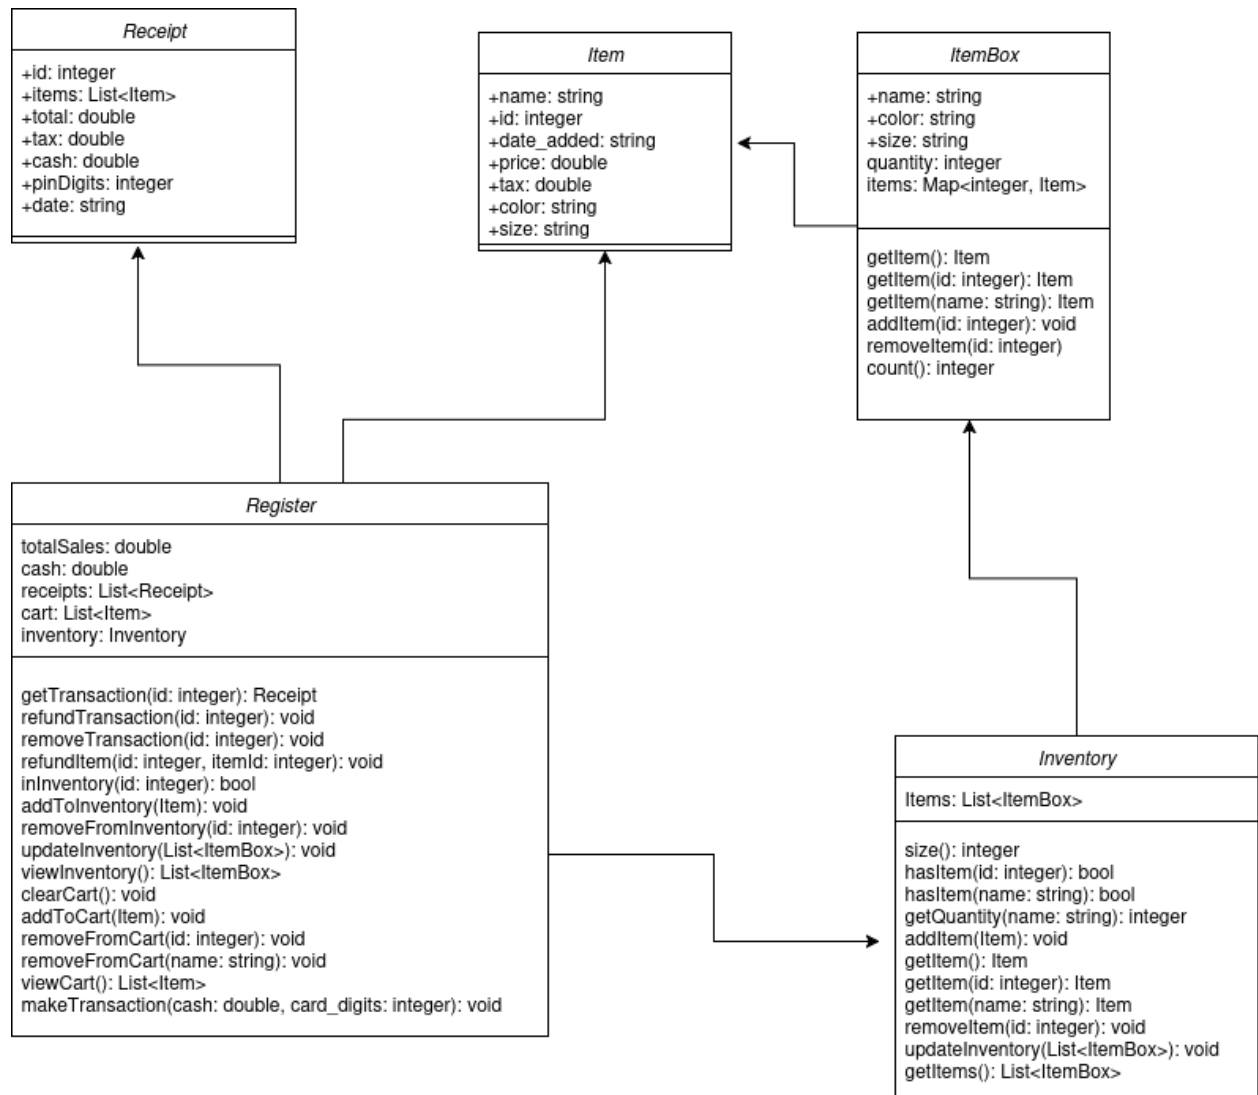 Receipt
+id: integer
+items: List<Item>
+total: double
+tax: double
+cash: double
+pinDigits: integer
+date: string
Item
+name: string
+id: integer
+date_added: string
+price: double
+tax: double
+color: string
+size: string
ItemBox
+name: string
+color: string
+size: string
quantity: integer
items: Map<integer, Item>
getItem(): Item
getItem(id: integer): Item
getItem(name: string): Item
addItem(id: integer): void
removeItem(id: integer)
count(): integer
Register
totalSales: double
cash: double
receipts: List<Receipt>
cart: List<Item>
inventory: Inventory
getTransaction(id: integer): Receipt
refundTransaction(id: integer): void
removeTransaction(id: integer): void
refundItem(id: integer, itemId: integer): void
inInventory(id: integer): bool
addToInventory(Item): void
removeFromInventory(id: integer): void
updateInventory(List<ItemBox>): void
viewInventory(): List<ItemBox>
clearCart(): void
addToCart(Item): void
removeFromCart(id: integer): void
removeFromCart(name: string): void
viewCart(): List<Item>
makeTransaction(cash: double, card_digits: integer): void
Inventory
Items: List<ItemBox>
size(): integer
hasItem(id: integer): bool
hasItem(name: string): bool
getQuantity(name: string): integer
addItem(Item): void
getItem(): Item
getItem(id: integer): Item
getItem(name: string): Item
removeItem(id: integer): void
updateInventory(List<ItemBox>): void
getItems(): List<ItemBox>